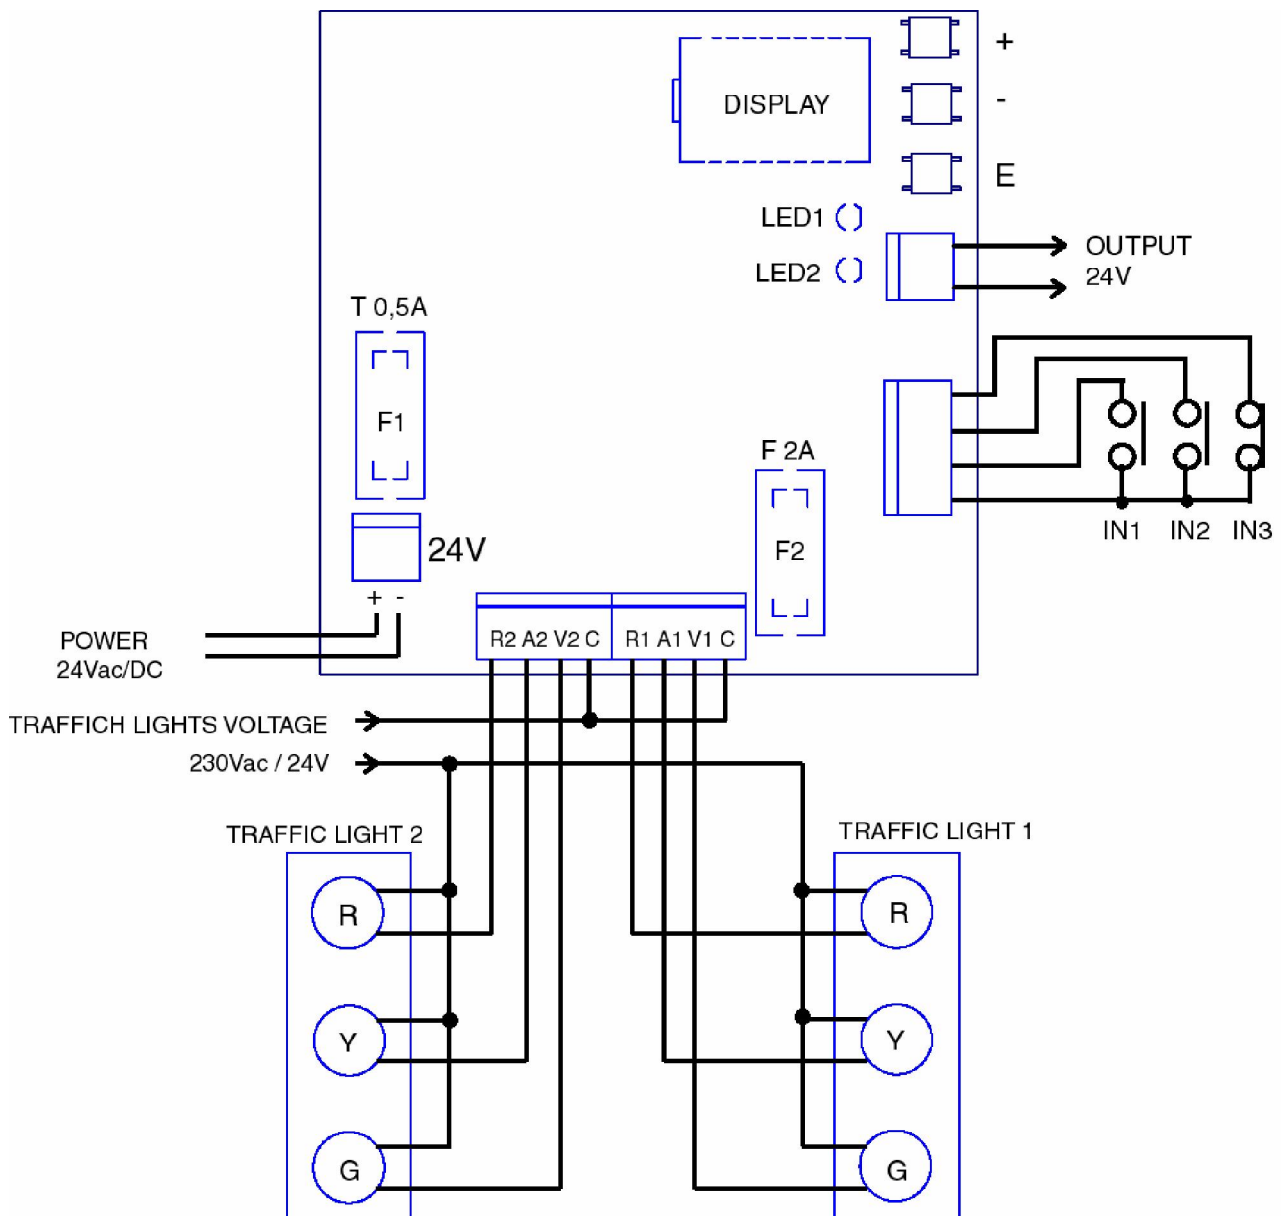 +
DISPLAY
-
E
LED1
OUTPUT
LED2
24V
T 0,5A
F1
F 2A
IN1 IN2 IN3
24V
F2
+ -
POWER
24Vac/DC
R2 A2 V2 C R1 A1 V1 C
TRAFFICH LIGHTS VOLTAGE
230Vac / 24V
TRAFFIC LIGHT 2
TRAFFIC LIGHT 1
R
R
Y
Y
G
G